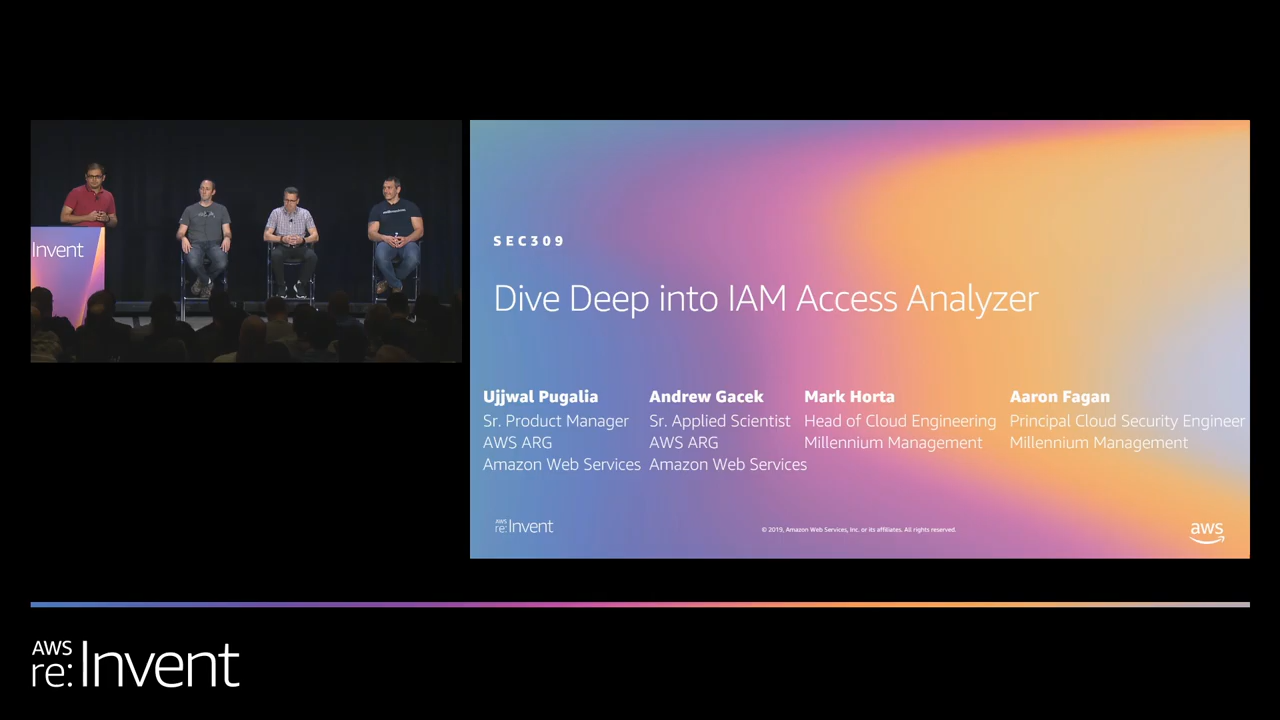 Invent
SEC309
Dive Deep into IAM Access Analyzer
Ujjwal Pugalia
Sr. Product Manager
AWS ARG
Amazon Web Services
Andrew Gacek
Sr. Applied Scientist
AWS ARG
Amazon Web Services
Mark Horta
Head of Cloud Engineering
Millennium Management
Aaron Fagan
Principal Cloud Security Engineer
Millennium Management
AWS
re:Invent
© 2019, Amazon Web Services, Inc. or its affiliates. All rights reserved.
aws
AWS
re:Invent